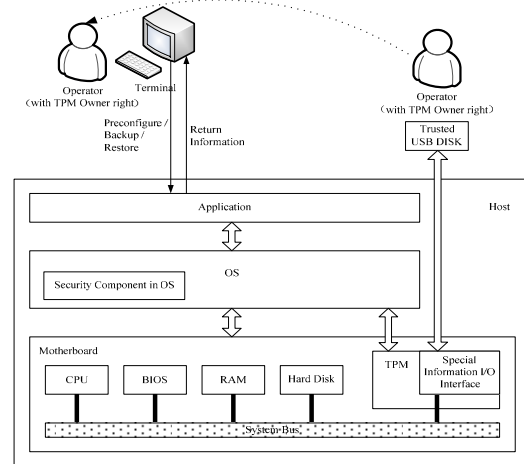 Operator
(with TPM Owner right)
Terminal
Operator
(with TPM Owner right)
Preconfigure /
Backup /
Restore
Return
Information
Trusted
USB DISK
Application
Host
OS
Security Component in OS
Motherboard
CPU
BIOS
RAM
Hard Disk
TPM
Special
Information I/O
Interface
System Bus